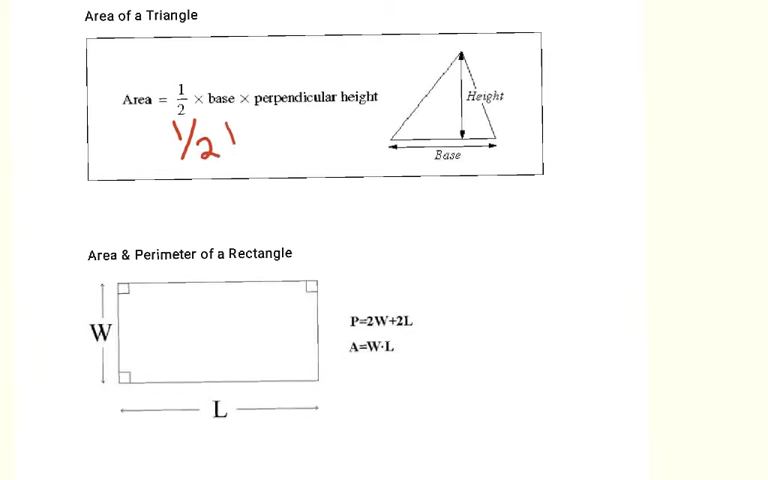 Area of a Triangle
Area = 1/2 × base × perpendicular height
Height
1/2
Base
Area & Perimeter of a Rectangle
P=2W+2L
W
A=W·L
L